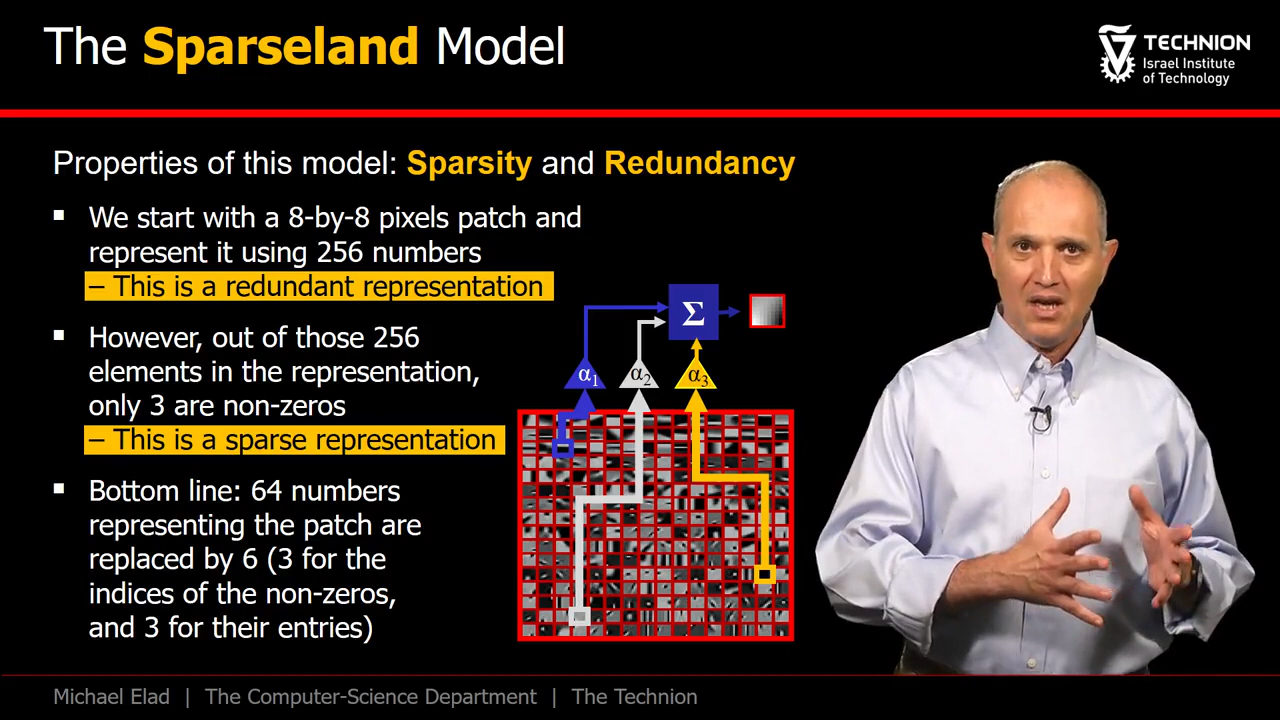 The Sparseland Model
TECHNION
Israel Institute
of Technology
Properties of this model: Sparsity and Redundancy
▪ We start with a 8-by-8 pixels patch and
represent it using 256 numbers
– This is a redundant representation
▪ However, out of those 256
elements in the representation,
only 3 are non-zeros
– This is a sparse representation
▪ Bottom line: 64 numbers
representing the patch are
replaced by 6 (3 for the
indices of the non-zeros,
and 3 for their entries)
Σ
α₁ α₂ α₃
Michael Elad | The Computer-Science Department | The Technion